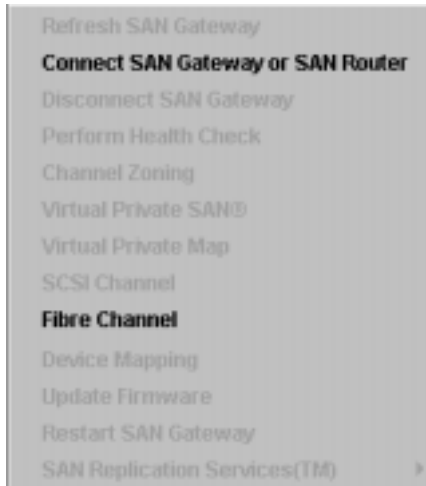 Refresh SAN Gateway
Connect SAN Gateway or SAN Router
Disconnect SAN Gateway
Perform Health Check
Channel Zoning
Virtual Private SAN®
Virtual Private Map
SCSI Channel
Fibre Channel
Device Mapping
Update Firmware
Restart SAN Gateway
SAN Replication Services(TM)